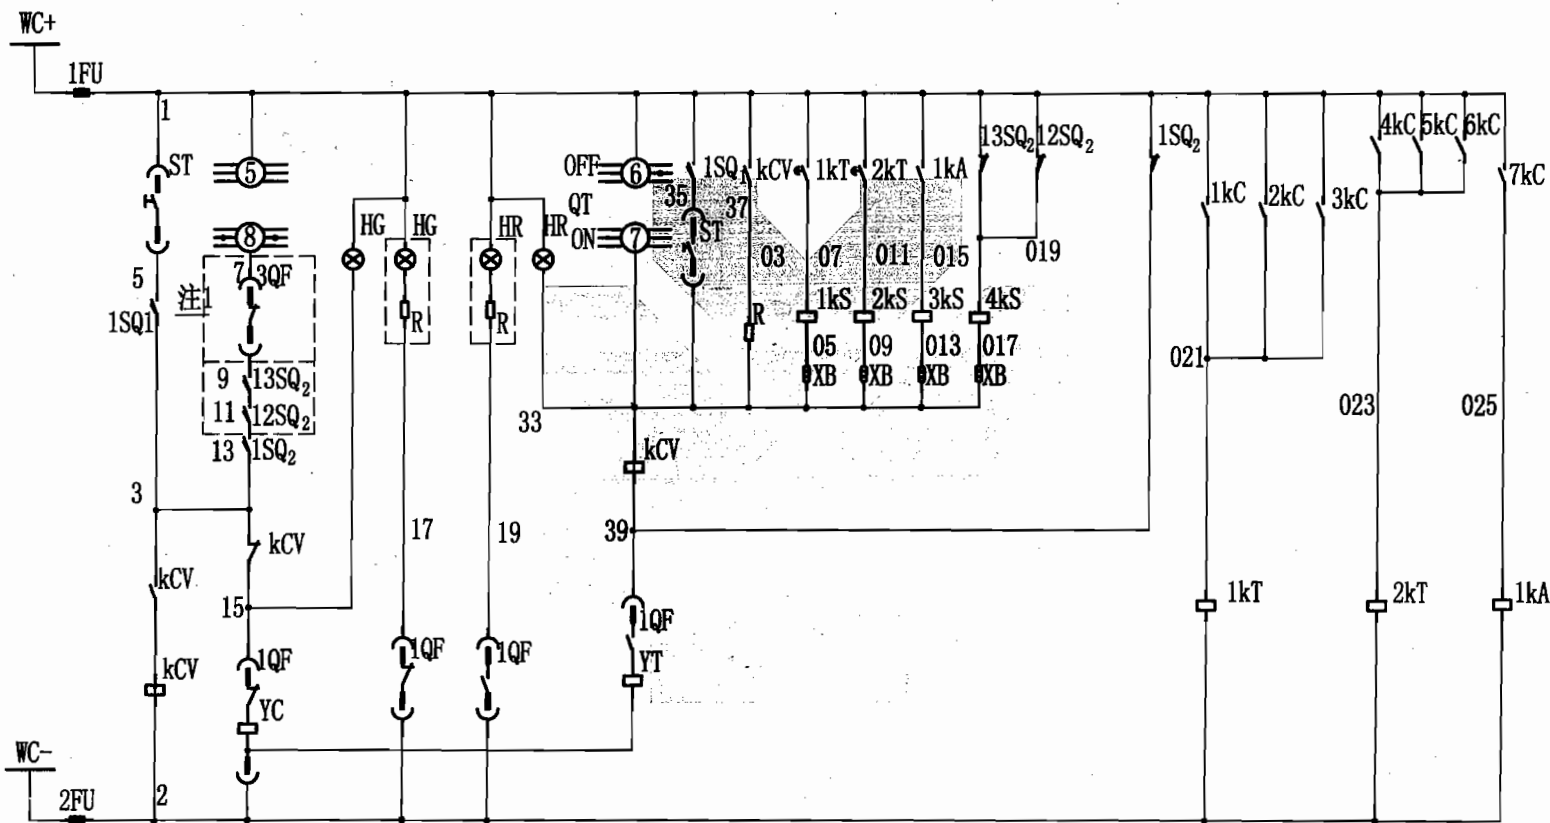 WC+
1FU
1
ST
5
OFF
6
1SQ1
kCV
1kT
2kT
1kA
13SQ2
12SQ2
1SQ2
4kC
5kC
6kC
7kC
35
37
QT
1kC
2kC
3kC
HG
HG
HR
HR
8
ON
7
ST
03
07
011
015
019
5
7
3QF
注1
1SQ1
R
R
R
1kS
2kS
3kS
4kS
05
09
013
017
021
9
13SQ2
XB
XB
XB
XB
11
12SQ2
33
023
025
13
1SQ2
kCV
3
17
19
39
kCV
kCV
15
1kT
2kT
1kA
1QF
1QF
1QF
1QF
kCV
YT
YC
WC-
2FU
2